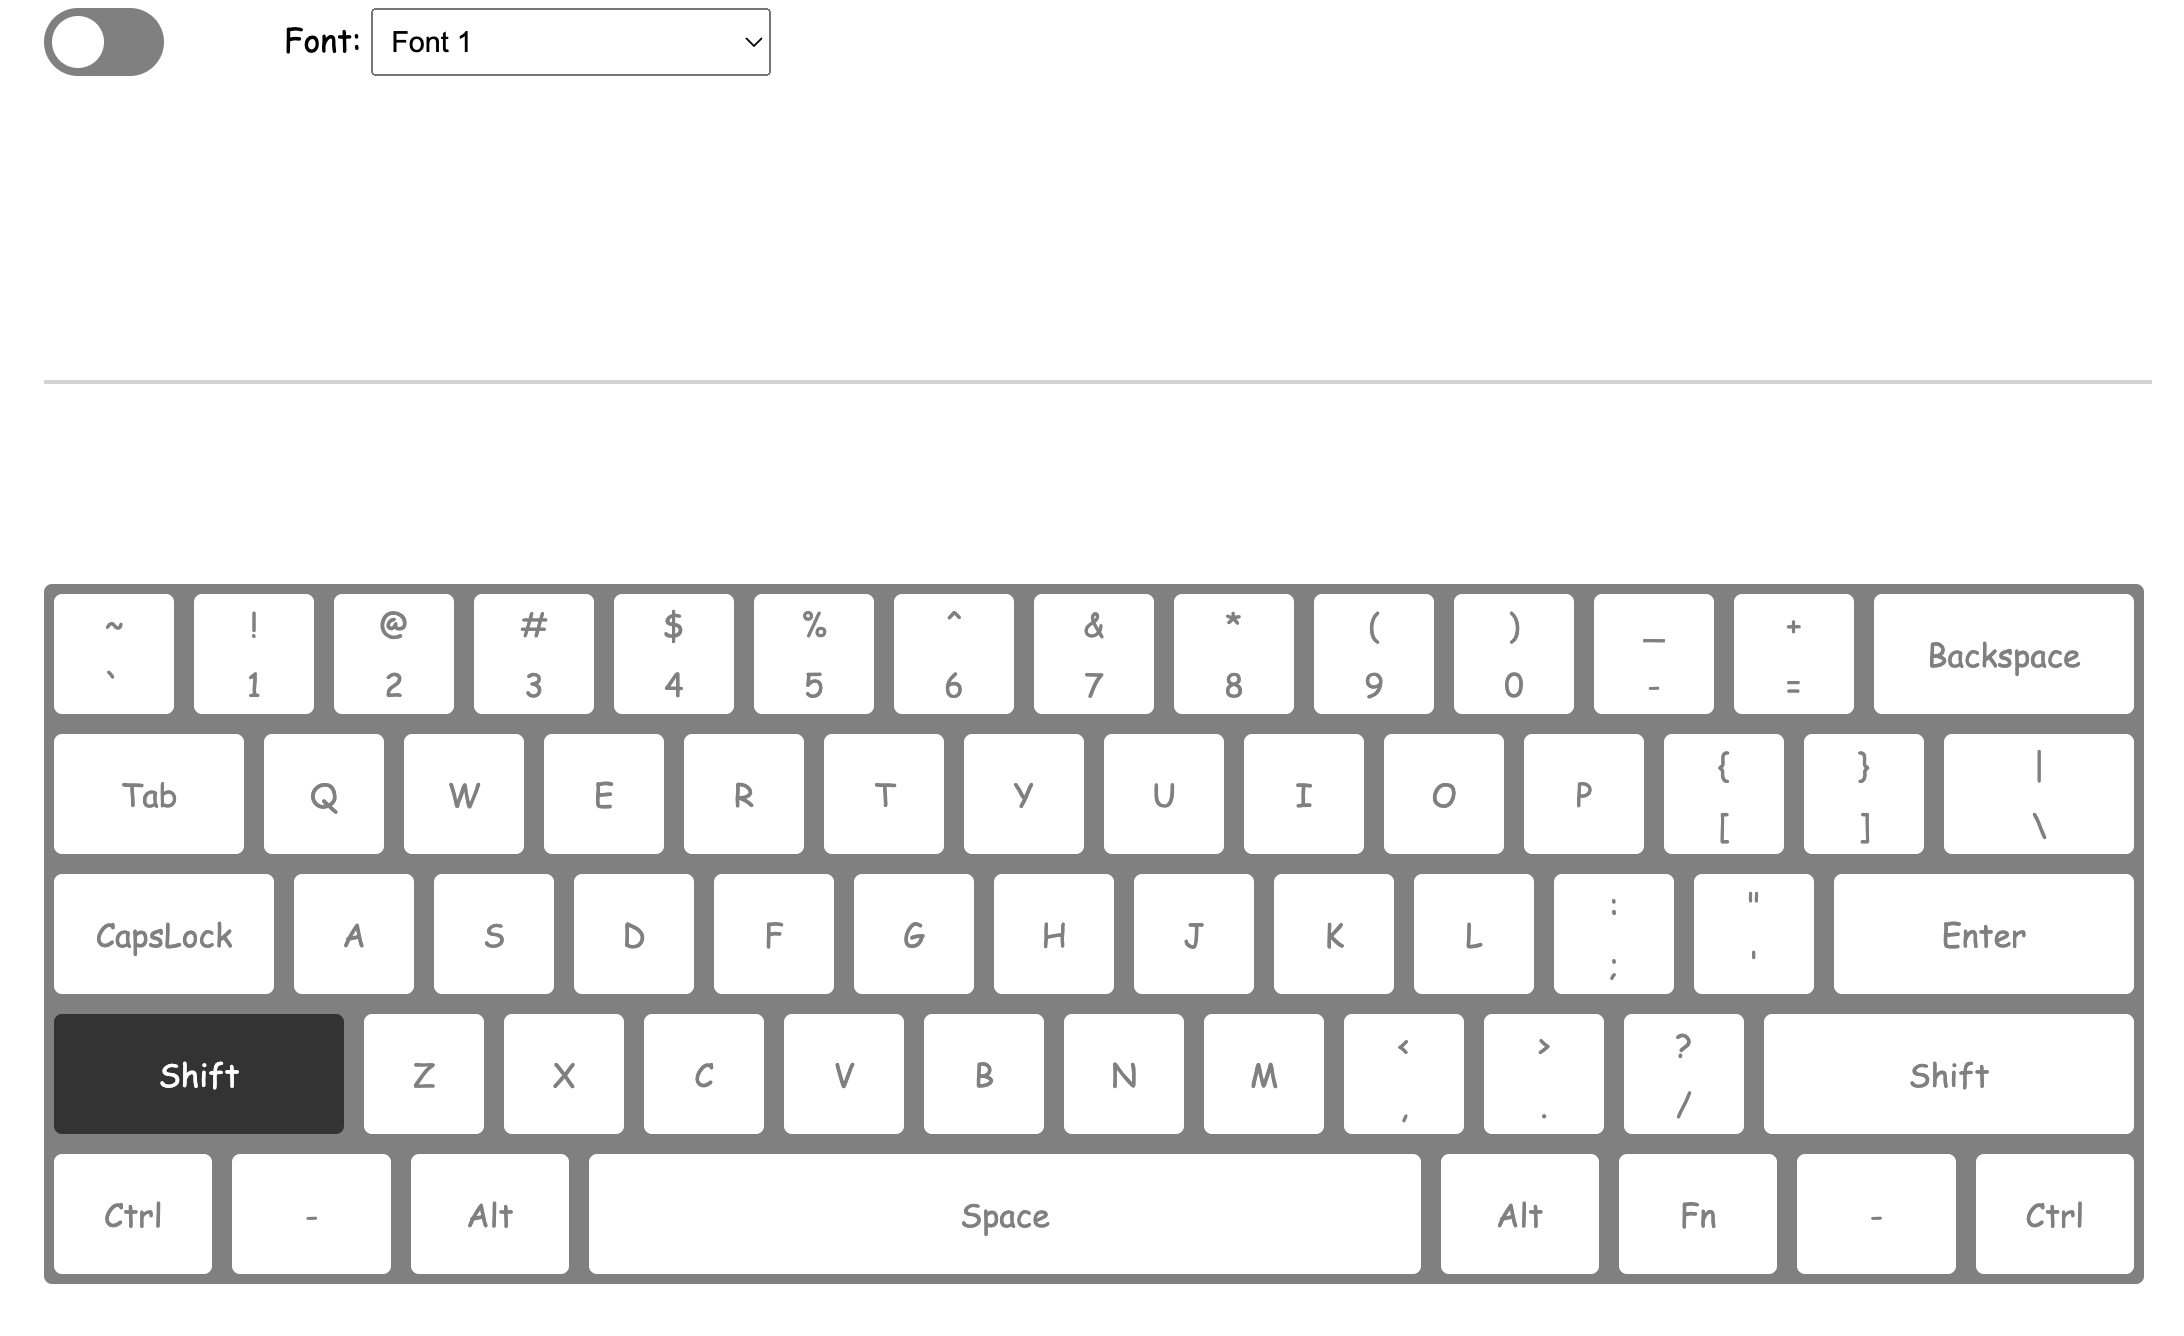 Font: Font 1
~ ! @ # $ % ^ & * ( ) _ +
` 1 2 3 4 5 6 7 8 9 0 - = Backspace
Tab Q W E R T Y U I O P { } |
[ ] \
CapsLock A S D F G H J K L : " Enter
; '
Shift Z X C V B N M < > ? Shift
, . /
Ctrl - Alt Space Alt Fn - Ctrl